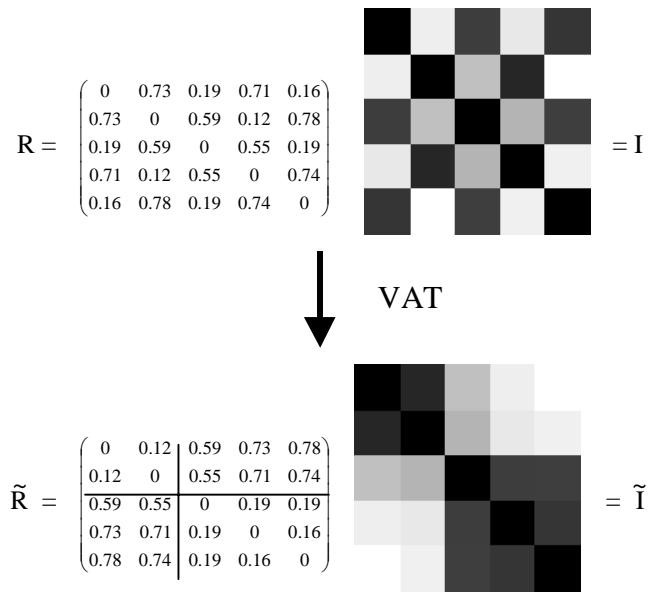 0 0.73 0.19 0.71 0.16
0.73 0 0.59 0.12 0.78
R = 0.19 0.59 0 0.55 0.19 = I
0.71 0.12 0.55 0 0.74
0.16 0.78 0.19 0.74 0
VAT
0 0.12 0.59 0.73 0.78
0.12 0 0.55 0.71 0.74
R̃ = 0.59 0.55 0 0.19 0.19 = Ĩ
0.73 0.71 0.19 0 0.16
0.78 0.74 0.19 0.16 0